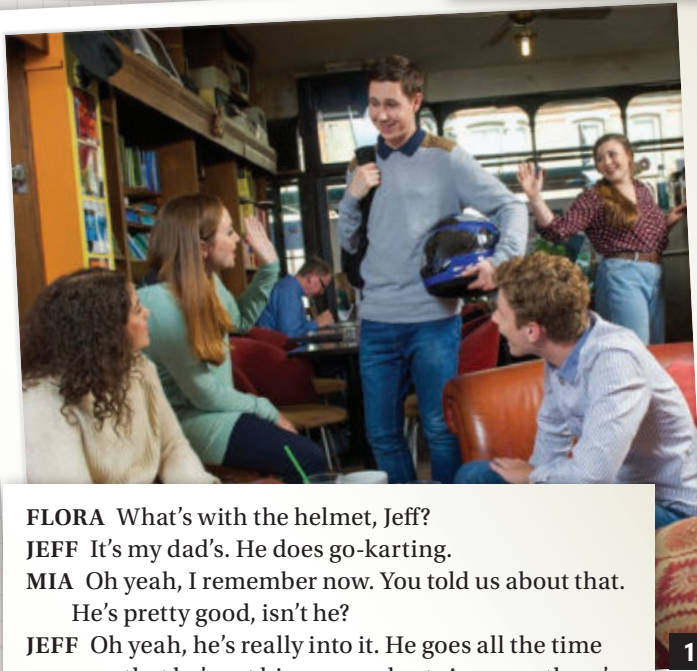 FLORA What's with the helmet, Jeff?
JEFF It's my dad's. He does go-karting.
MIA Oh yeah, I remember now. You told us about that.
He's pretty good, isn't he?
JEFF Oh yeah, he's really into it. He goes all the time
1